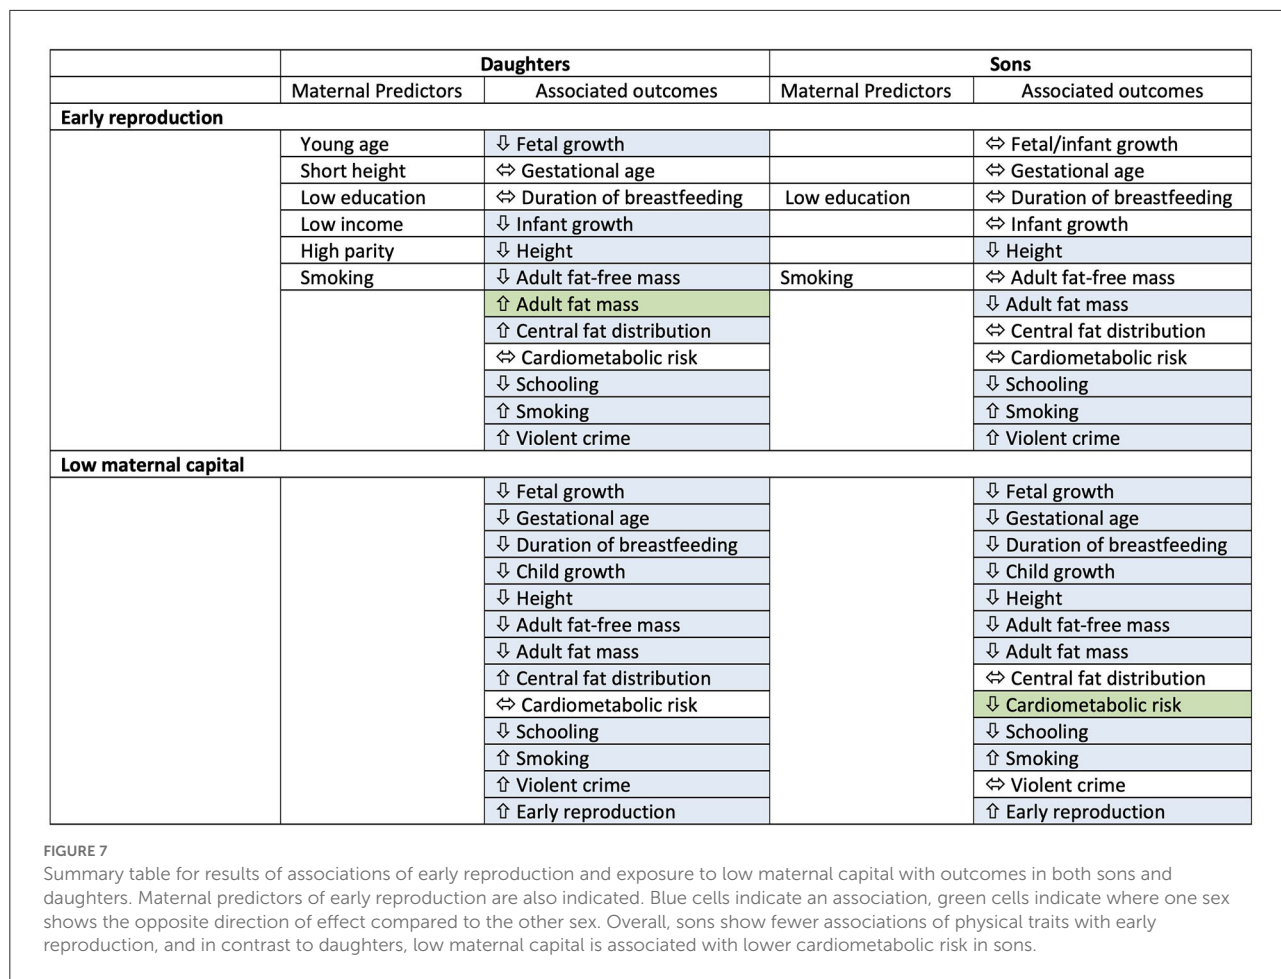 Daughters Sons
Maternal Predictors Associated outcomes Maternal Predictors Associated outcomes
Early reproduction
Young age ⇩ Fetal growth ⬄ Fetal/infant growth
Short height ⬄ Gestational age ⬄ Gestational age
Low education ⬄ Duration of breastfeeding Low education ⬄ Duration of breastfeeding
Low income ⇩ Infant growth ⬄ Infant growth
High parity ⇩ Height ⇩ Height
Smoking ⇩ Adult fat-free mass Smoking ⬄ Adult fat-free mass
⇧ Adult fat mass ⇩ Adult fat mass
⇧ Central fat distribution ⬄ Central fat distribution
⬄ Cardiometabolic risk ⬄ Cardiometabolic risk
⇩ Schooling ⇩ Schooling
⇧ Smoking ⇧ Smoking
⇧ Violent crime ⇧ Violent crime
Low maternal capital
⇩ Fetal growth ⇩ Fetal growth
⇩ Gestational age ⇩ Gestational age
⇩ Duration of breastfeeding ⇩ Duration of breastfeeding
⇩ Child growth ⇩ Child growth
⇩ Height ⇩ Height
⇩ Adult fat-free mass ⇩ Adult fat-free mass
⇩ Adult fat mass ⇩ Adult fat mass
⇧ Central fat distribution ⬄ Central fat distribution
⬄ Cardiometabolic risk ⇩ Cardiometabolic risk
⇩ Schooling ⇩ Schooling
⇧ Smoking ⇧ Smoking
⇧ Violent crime ⬄ Violent crime
⇧ Early reproduction ⇧ Early reproduction
FIGURE 7
Summary table for results of associations of early reproduction and exposure to low maternal capital with outcomes in both sons and
daughters. Maternal predictors of early reproduction are also indicated. Blue cells indicate an association, green cells indicate where one sex
shows the opposite direction of effect compared to the other sex. Overall, sons show fewer associations of physical traits with early
reproduction, and in contrast to daughters, low maternal capital is associated with lower cardiometabolic risk in sons.